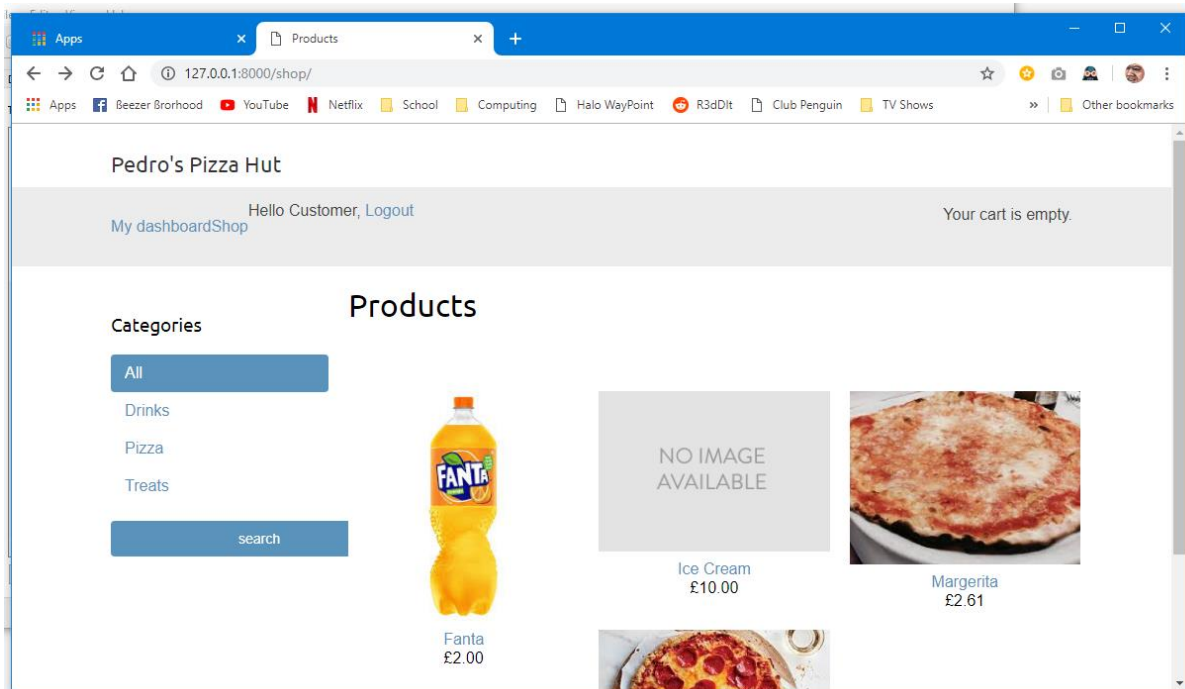 Apps
Products
127.0.0.1:8000/shop/
Apps
Beezer Brorhood
YouTube
Netflix
School
Computing
Halo WayPoint
R3dDIt
Club Penguin
TV Shows
»
Other bookmarks
Pedro's Pizza Hut
My dashboardShop
Hello Customer, Logout
Your cart is empty.
Categories
All
Drinks
Pizza
Treats
search
Products
FANTA
Fanta
£2.00
NO IMAGE
AVAILABLE
Ice Cream
£10.00
Margerita
£2.61